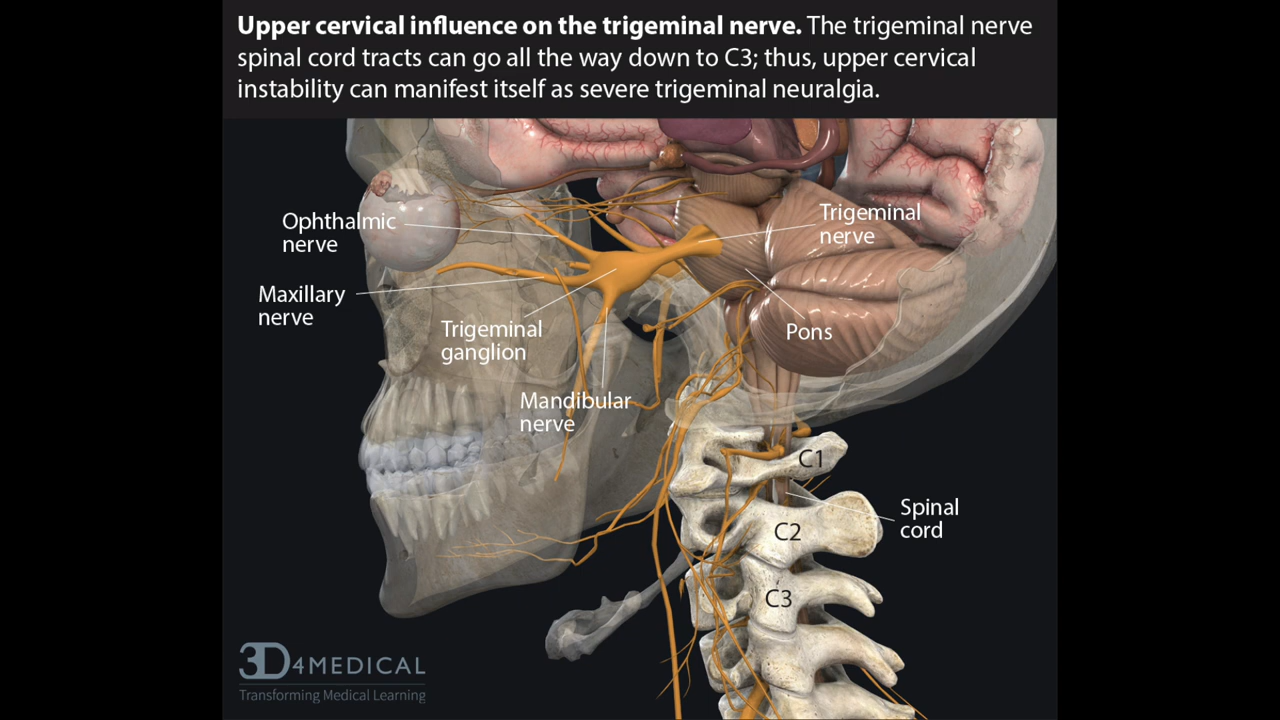 Upper cervical influence on the trigeminal nerve. The trigeminal nerve
spinal cord tracts can go all the way down to C3; thus, upper cervical
instability can manifest itself as severe trigeminal neuralgia.
Ophthalmic
nerve
Trigeminal
nerve
Maxillary
nerve
Trigeminal
ganglion
Pons
Mandibular
nerve
C1
Spinal
cord
C2
C3
3D4MEDICAL
Transforming Medical Learning